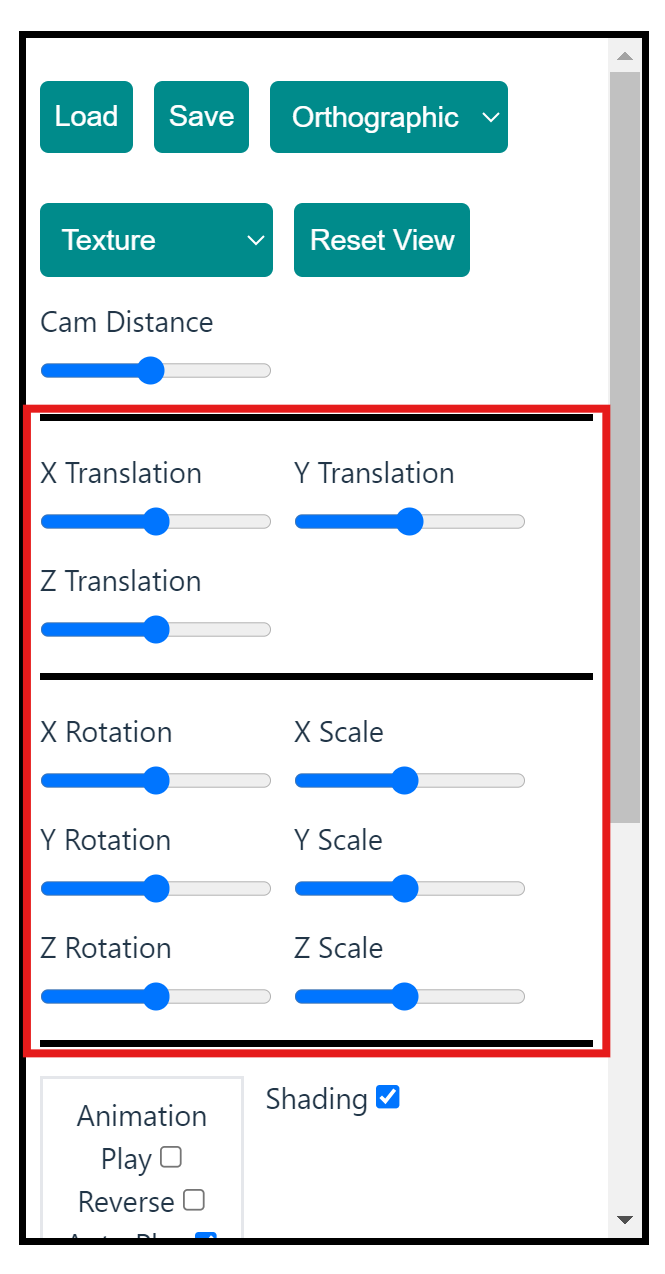 Load Save Orthographic
Texture Reset View
Cam Distance
X Translation Y Translation
Z Translation
X Rotation X Scale
Y Rotation Y Scale
Z Rotation Z Scale
Animation Shading
Play
Reverse